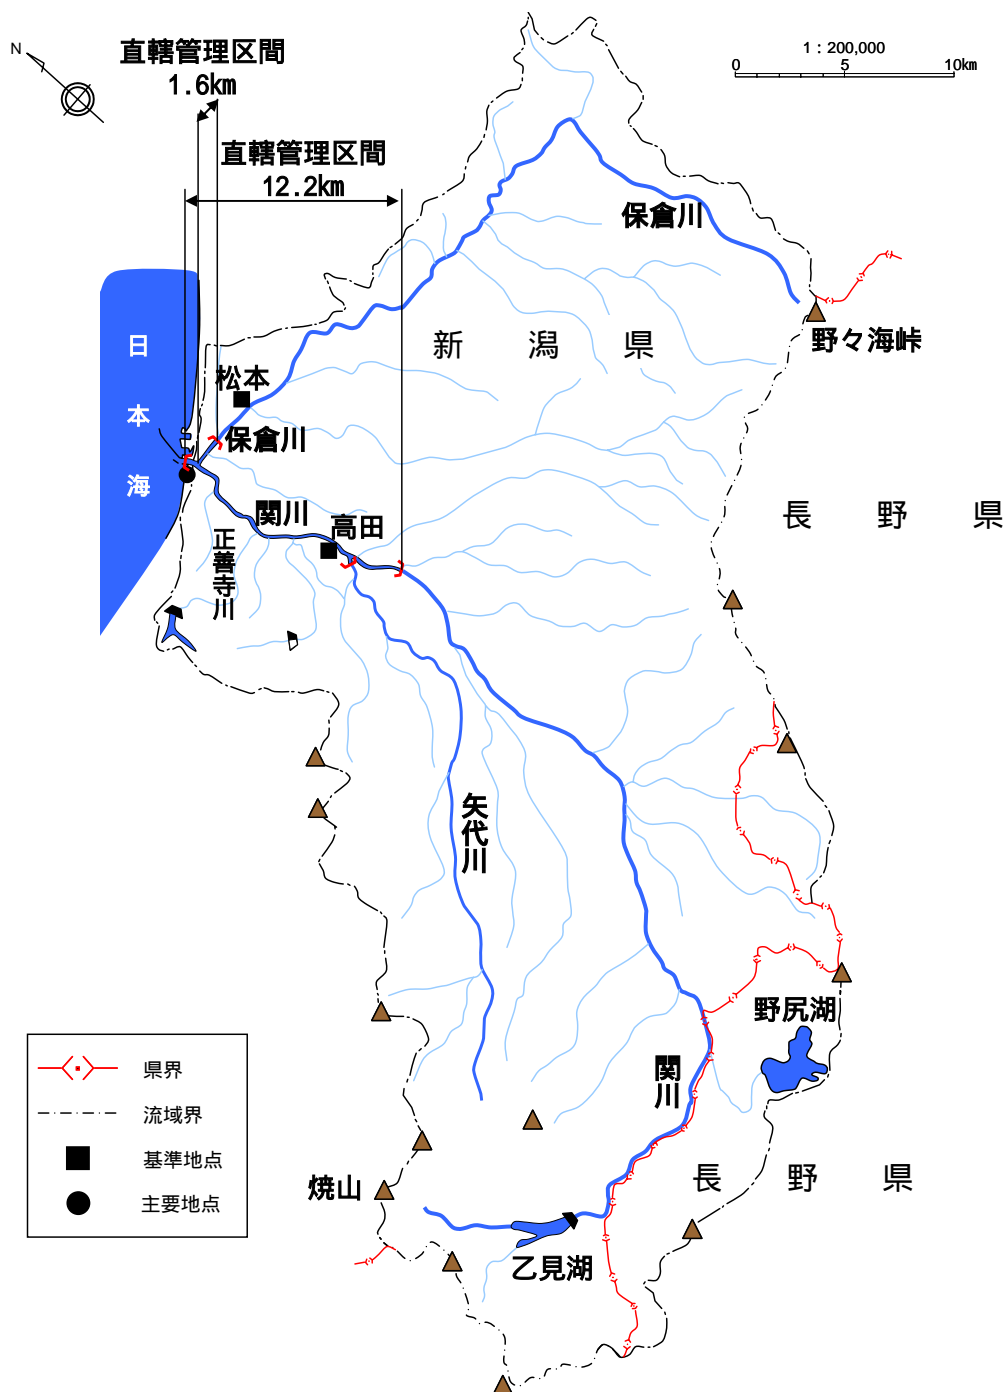 N
直轄管理区間
1.6km
直轄管理区間
12.2km
1：200,000
0 5 10km
保倉川
日本海
新潟県
野々海峠
松本
保倉川
関川
高田
正善寺川
長野県
矢代川
野尻湖
関川
長野県
焼山
乙見湖
県界
流域界
基準地点
主要地点